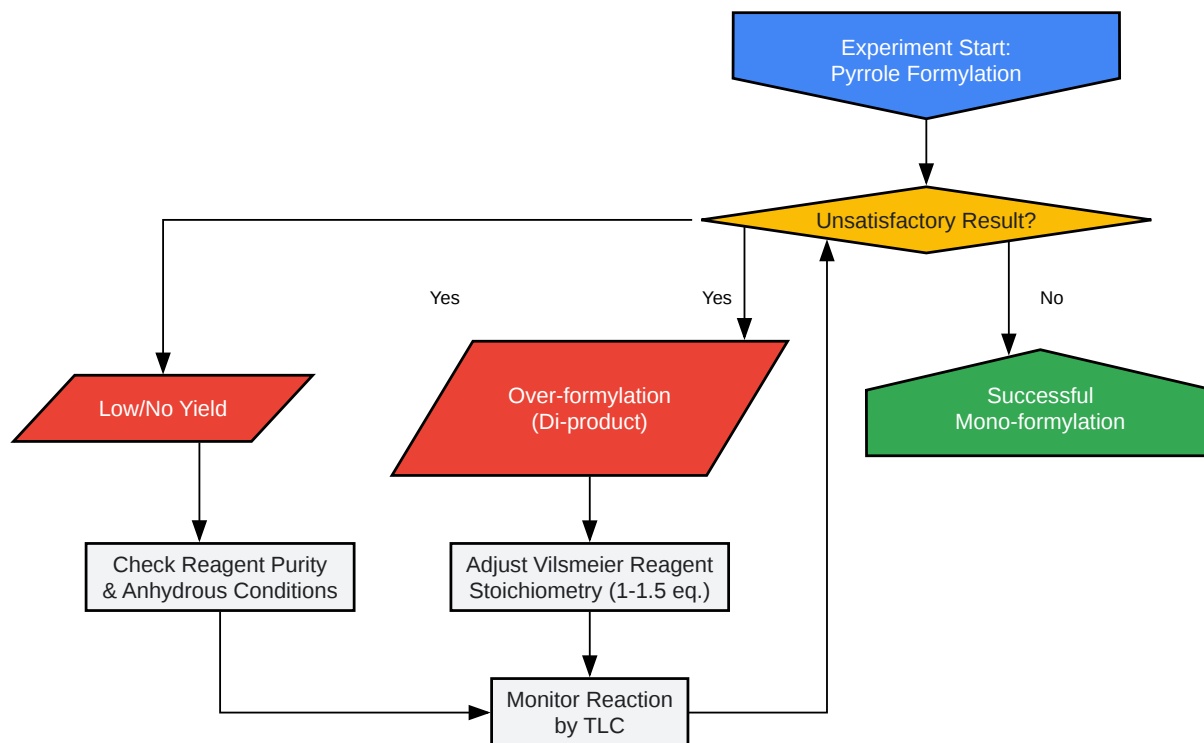 Experiment Start:
Pyrrole Formylation
Unsatisfactory Result?
Yes
Yes
No
Low/No Yield
Over-formylation
(Di-product)
Successful
Mono-formylation
Check Reagent Purity
& Anhydrous Conditions
Adjust Vilsmeier Reagent
Stoichiometry (1-1.5 eq.)
Monitor Reaction
by TLC